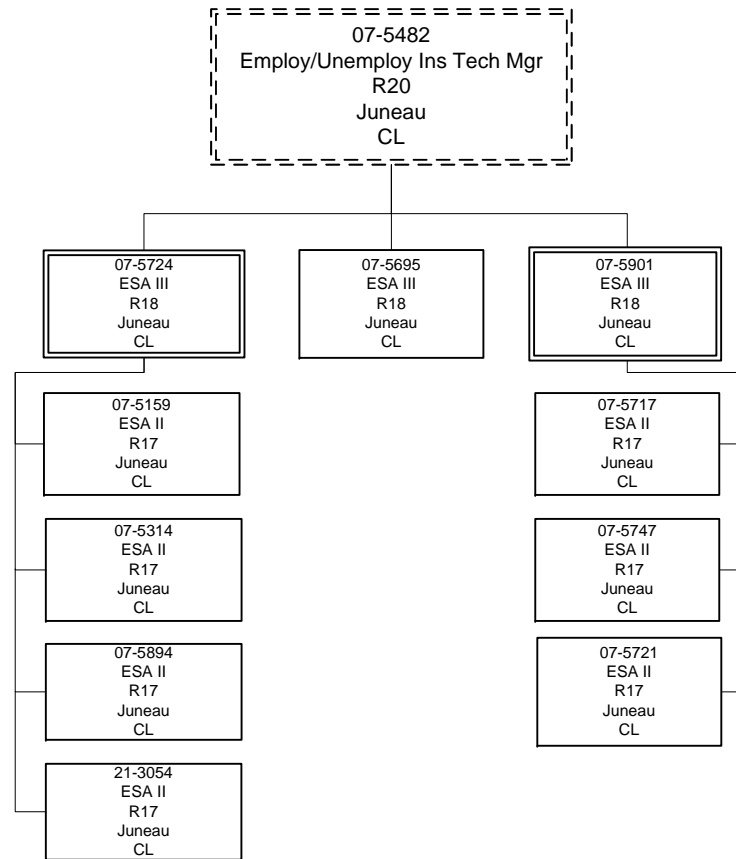 07-5482
Employ/Unemploy Ins Tech Mgr
R20
Juneau
CL
07-5724
ESA III
R18
Juneau
CL
07-5695
ESA III
R18
Juneau
CL
07-5901
ESA III
R18
Juneau
CL
07-5159
ESA II
R17
Juneau
CL
07-5314
ESA II
R17
Juneau
CL
07-5894
ESA II
R17
Juneau
CL
21-3054
ESA II
R17
Juneau
CL
07-5717
ESA II
R17
Juneau
CL
07-5747
ESA II
R17
Juneau
CL
07-5721
ESA II
R17
Juneau
CL